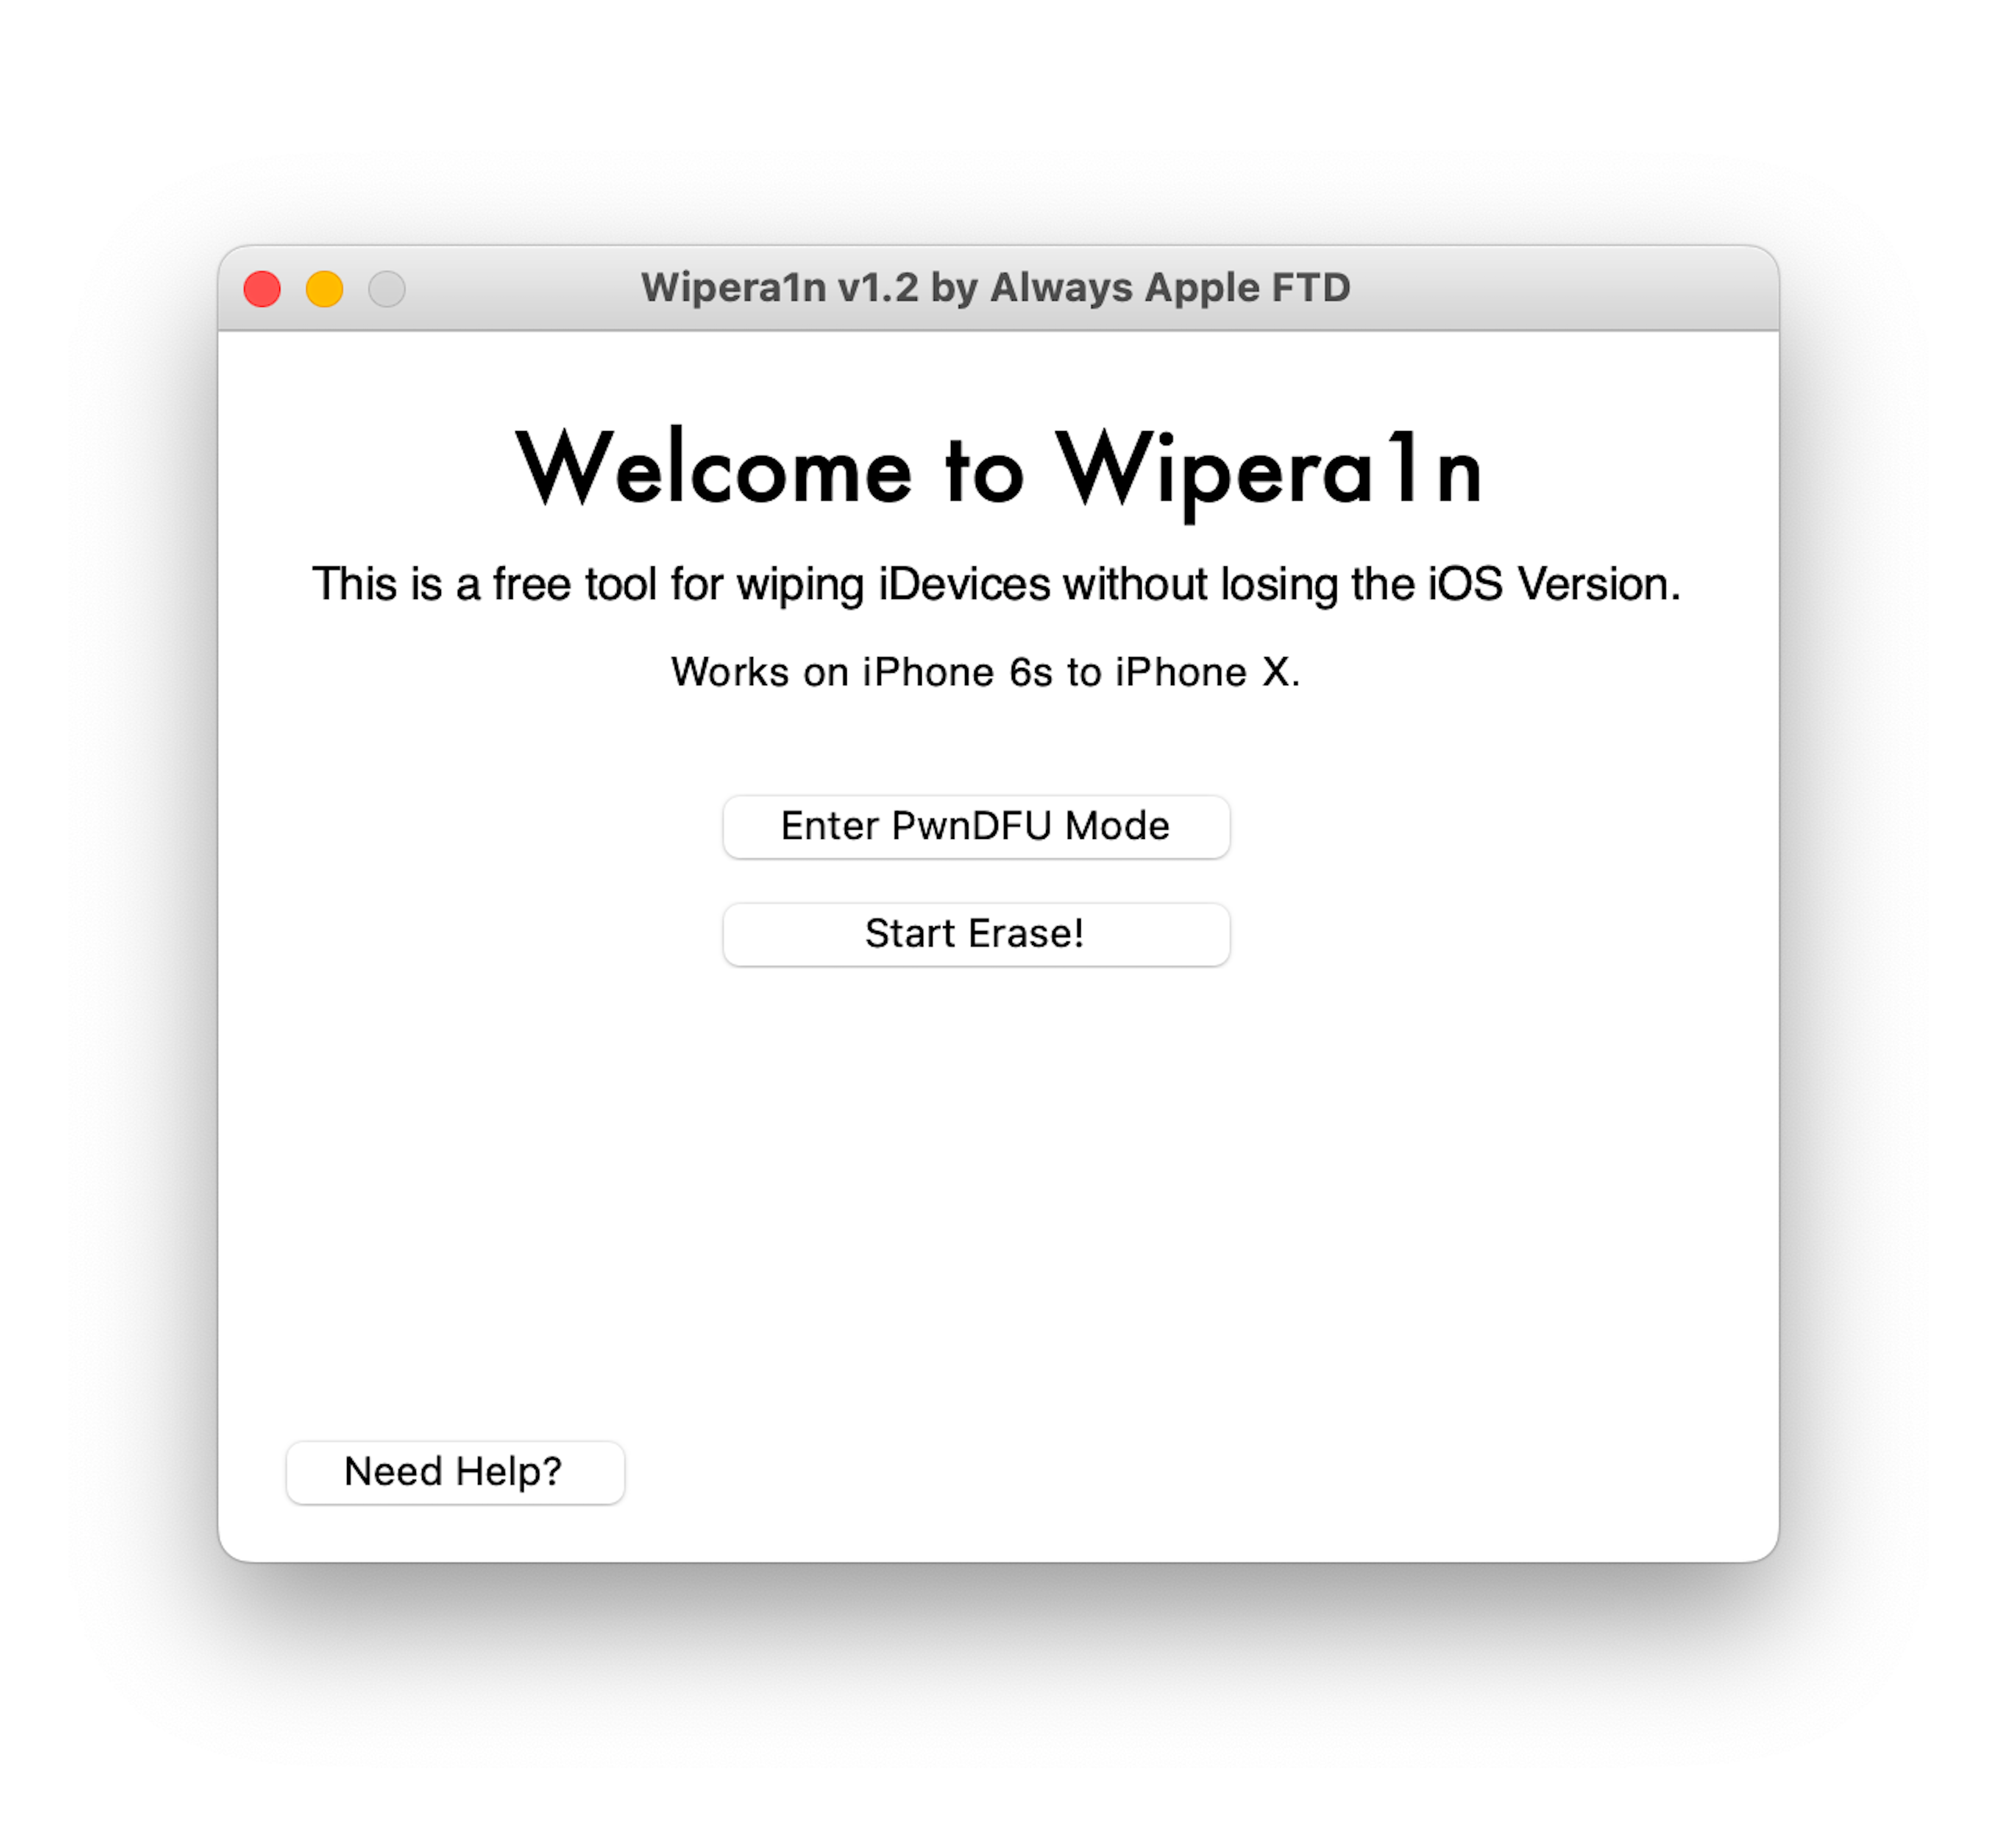 Wipera1n v1.2 by Always Apple FTD
Welcome to Wipera1n
This is a free tool for wiping iDevices without losing the iOS Version.
Works on iPhone 6s to iPhone X.
Enter PwnDFU Mode
Start Erase!
Need Help?